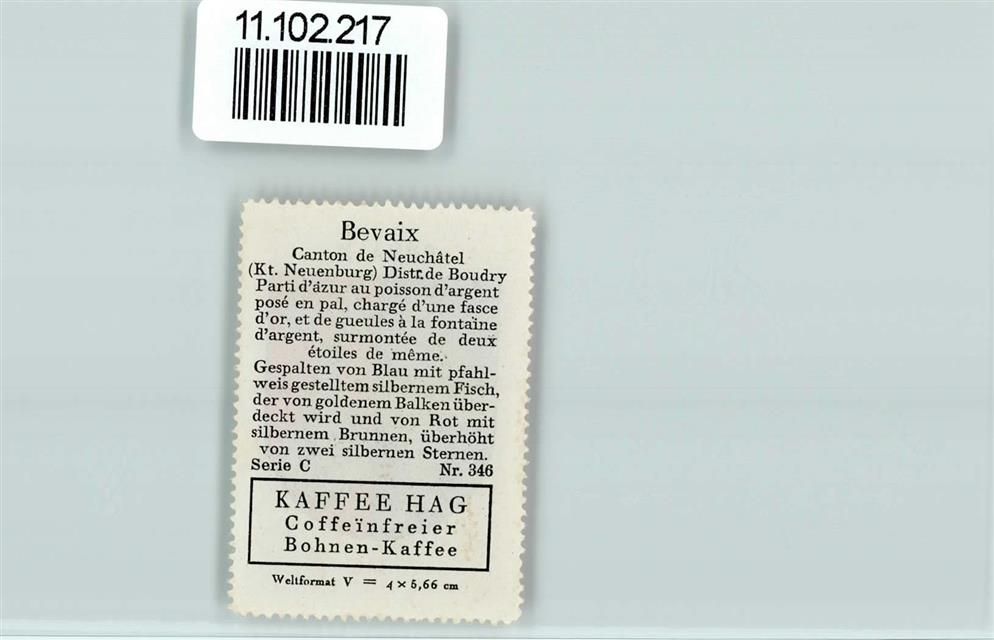 11.102.217
Bevaix
Canton de Neuchâtel
(Kt. Neuenburg) Distr. de Boudry
Parti d'azur au poisson d'argent
posé en pal, chargé d'une fasce
d'or, et de gueules à la fontaine
d'argent, surmontée de deux
étoiles de même.
Gespalten von Blau mit pfahl-
weis gestelltem silbernem Fisch,
der von goldenem Balken über-
deckt wird und von Rot mit
silbernem Brunnen, überhöht
von zwei silbernen Sternen.
Serie C Nr. 346
KAFFEE HAG
Coffeïnfreier
Bohnen-Kaffee
Weltformat V = 4 × 5,66 cm